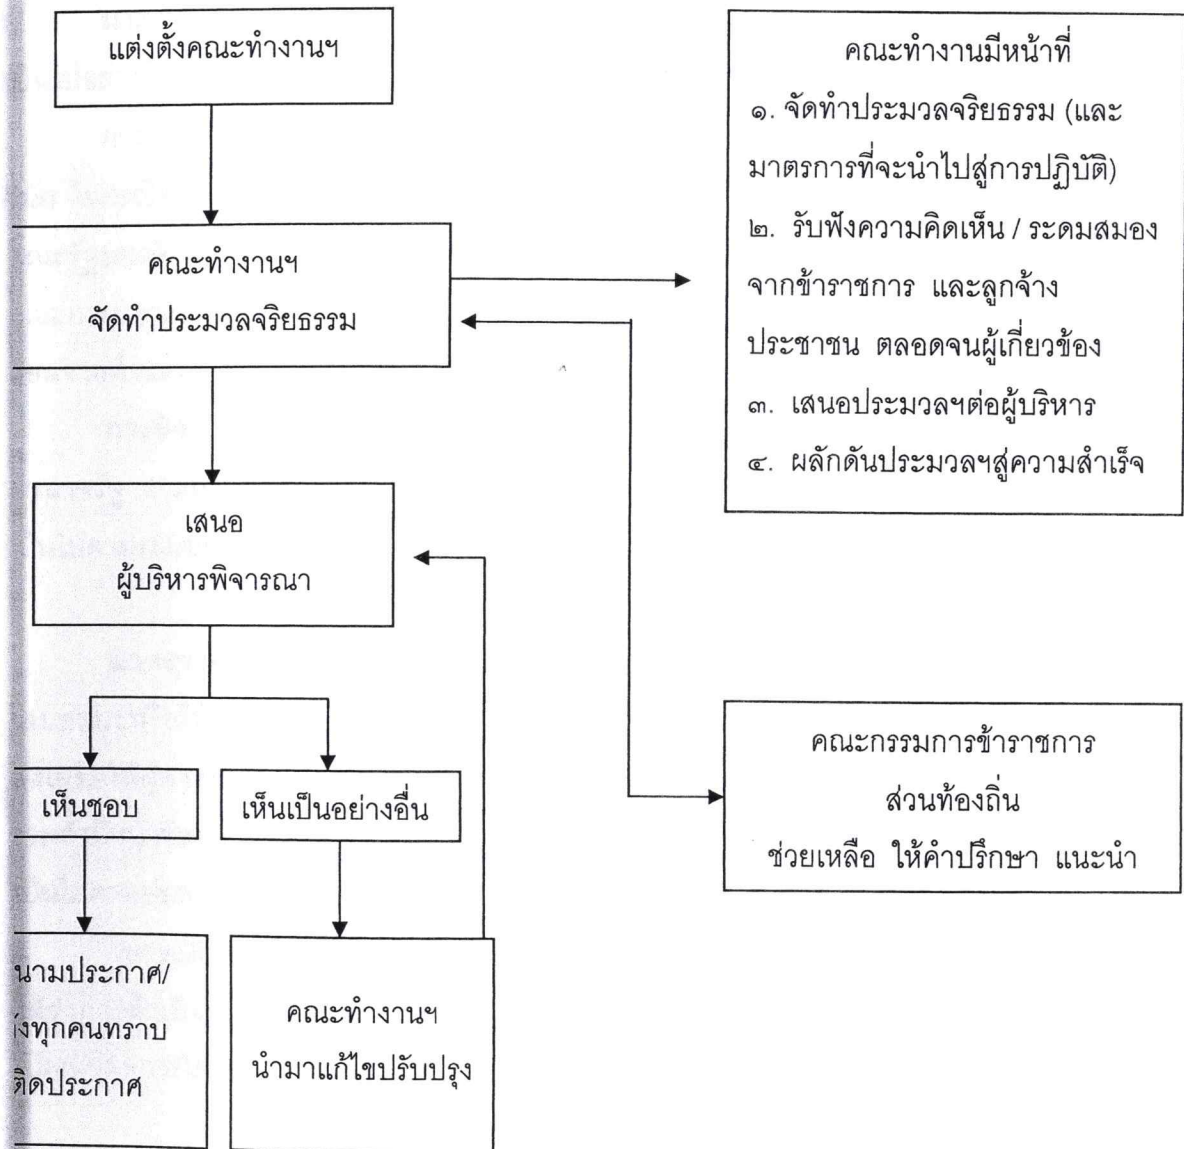 แต่งตั้งคณะทำงานฯ
คณะทำงานฯ
จัดทำประมวลจริยธรรม
คณะทำงานมีหน้าที่
๑. จัดทำประมวลจริยธรรม (และ
มาตรการที่จะนำไปสู่การปฏิบัติ)
๒. รับฟังความคิดเห็น / ระดมสมอง
จากข้าราชการ และลูกจ้าง
ประชาชน ตลอดจนผู้เกี่ยวข้อง
๓. เสนอประมวลฯต่อผู้บริหาร
๔. ผลักดันประมวลฯสู่ความสำเร็จ
เสนอ
ผู้บริหารพิจารณา
คณะกรรมการข้าราชการ
ส่วนท้องถิ่น
ช่วยเหลือ ให้คำปรึกษา แนะนำ
เห็นชอบ
เห็นเป็นอย่างอื่น
นามประกาศ/
ทุกคนทราบ
ติดประกาศ
คณะทำงานฯ
นำมาแก้ไขปรับปรุง